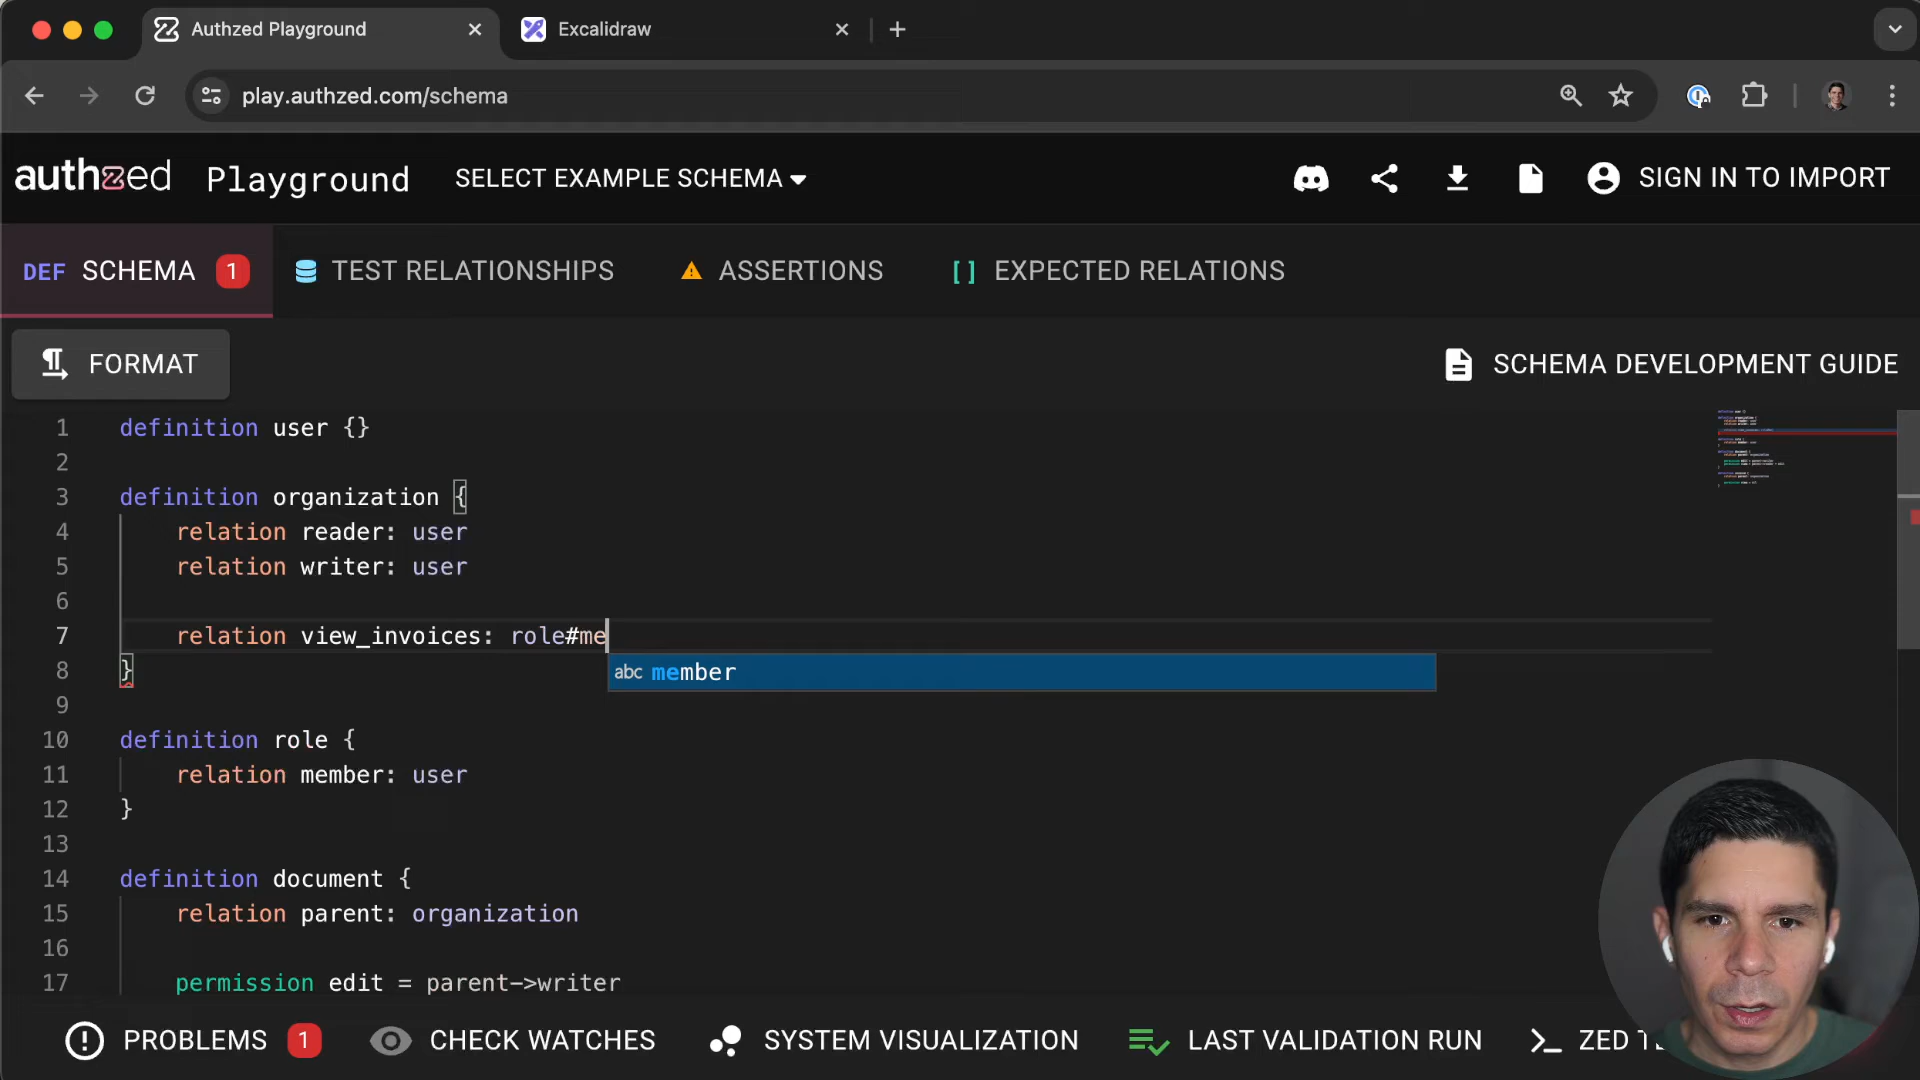 Authzed Playground
Excalidraw
play.authzed.com/schema
authzed Playground SELECT EXAMPLE SCHEMA
SIGN IN TO IMPORT
DEF SCHEMA 1
TEST RELATIONSHIPS
ASSERTIONS
[ ] EXPECTED RELATIONS
FORMAT
SCHEMA DEVELOPMENT GUIDE
1 definition user {}
2
3 definition organization {
4 relation reader: user
5 relation writer: user
6
7 relation view_invoices: role#me
abc member
8 }
9
10 definition role {
11 relation member: user
12 }
13
14 definition document {
15 relation parent: organization
16
17 permission edit = parent->writer
PROBLEMS 1
CHECK WATCHES
SYSTEM VISUALIZATION
LAST VALIDATION RUN
ZED